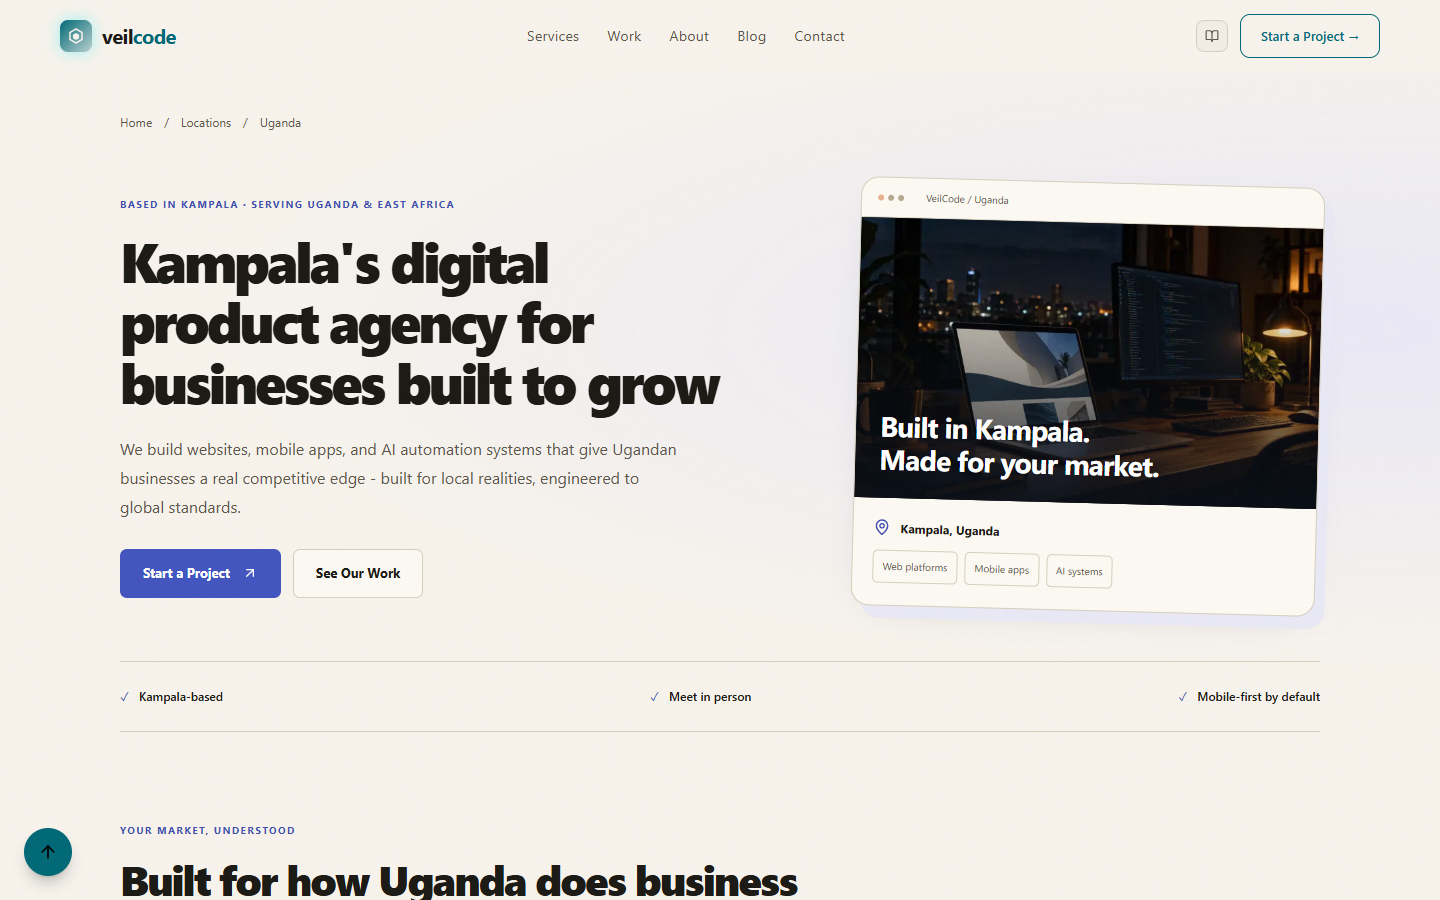 veilcode
Services Work About Blog Contact
Start a Project →
Home / Locations / Uganda
BASED IN KAMPALA · SERVING UGANDA & EAST AFRICA
Kampala's digital
product agency for
businesses built to grow
We build websites, mobile apps, and AI automation systems that give Ugandan
businesses a real competitive edge - built for local realities, engineered to
global standards.
Start a Project
See Our Work
VeilCode / Uganda
Built in Kampala.
Made for your market.
Kampala, Uganda
Web platforms
Mobile apps
AI systems
✓ Kampala-based
✓ Meet in person
✓ Mobile-first by default
YOUR MARKET, UNDERSTOOD
Built for how Uganda does business